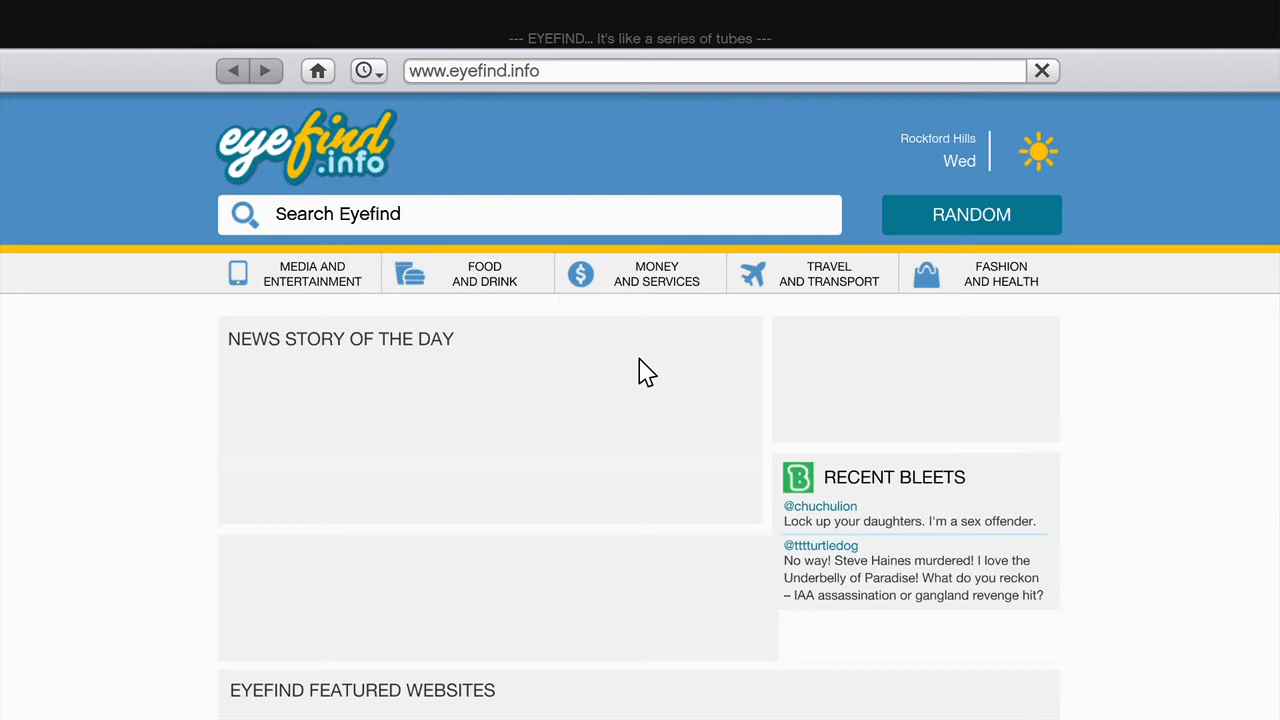 --- EYEFIND... It's like a series of tubes ---
www.eyefind.info
eyefind
.info
Rockford Hills
Wed
Search Eyefind
RANDOM
MEDIA AND
ENTERTAINMENT
FOOD
AND DRINK
MONEY
AND SERVICES
TRAVEL
AND TRANSPORT
FASHION
AND HEALTH
NEWS STORY OF THE DAY
B RECENT BLEETS
@chuchulion
Lock up your daughters. I'm a sex offender.
@tttturtledog
No way! Steve Haines murdered! I love the
Underbelly of Paradise! What do you reckon
– IAA assassination or gangland revenge hit?
EYEFIND FEATURED WEBSITES